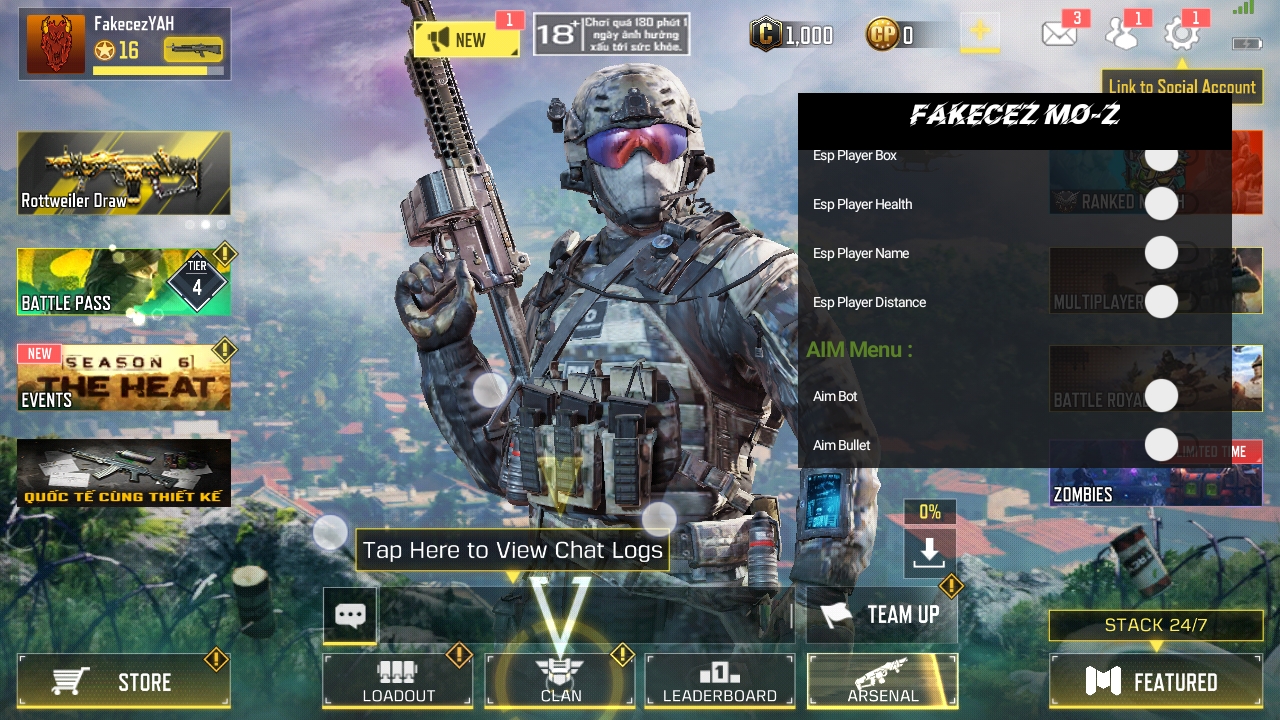 FakecezYAH
16
NEW
1
18+
Chơi quá 180 phút 1
ngày ảnh hưởng
xấu tới sức khỏe.
1,000
CP 0
3
1
1
Link to Social Account
FAKECEZ MO-Z
Esp Player Box
Esp Player Health
Esp Player Name
Esp Player Distance
AIM Menu :
Aim Bot
Aim Bullet
Rottweiler Draw
BATTLE PASS
TIER
4
NEW
SEASON 6
THE HEAT
EVENTS
QUỐC TẾ CÙNG THIẾT KẾ
RANKED
MULTIPLAYER
BATTLE
LIMITED TIME
ZOMBIES
0%
Tap Here to View Chat Logs
TEAM UP
STACK 24/7
STORE
LOADOUT
CLAN
1
LEADERBOARD
ARSENAL
FEATURED